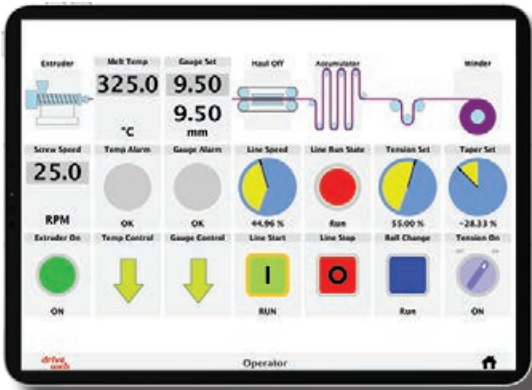 Extruder
Melt Temp
Gauge Set
Haul Off
Accumulator
Winder
325.0
9.50
9.50
°C
mm
Screw Speed
Temp Alarm
Gauge Alarm
Line Speed
Line Run State
Tension Set
Taper Set
25.0
RPM
OK
OK
44.96 %
Run
55.00 %
-28.33 %
Extruder On
Temp Control
Gauge Control
Line Start
Line Stop
Roll Change
Tension On
I
O
ON
RUN
Run
ON
drive
web
Operator